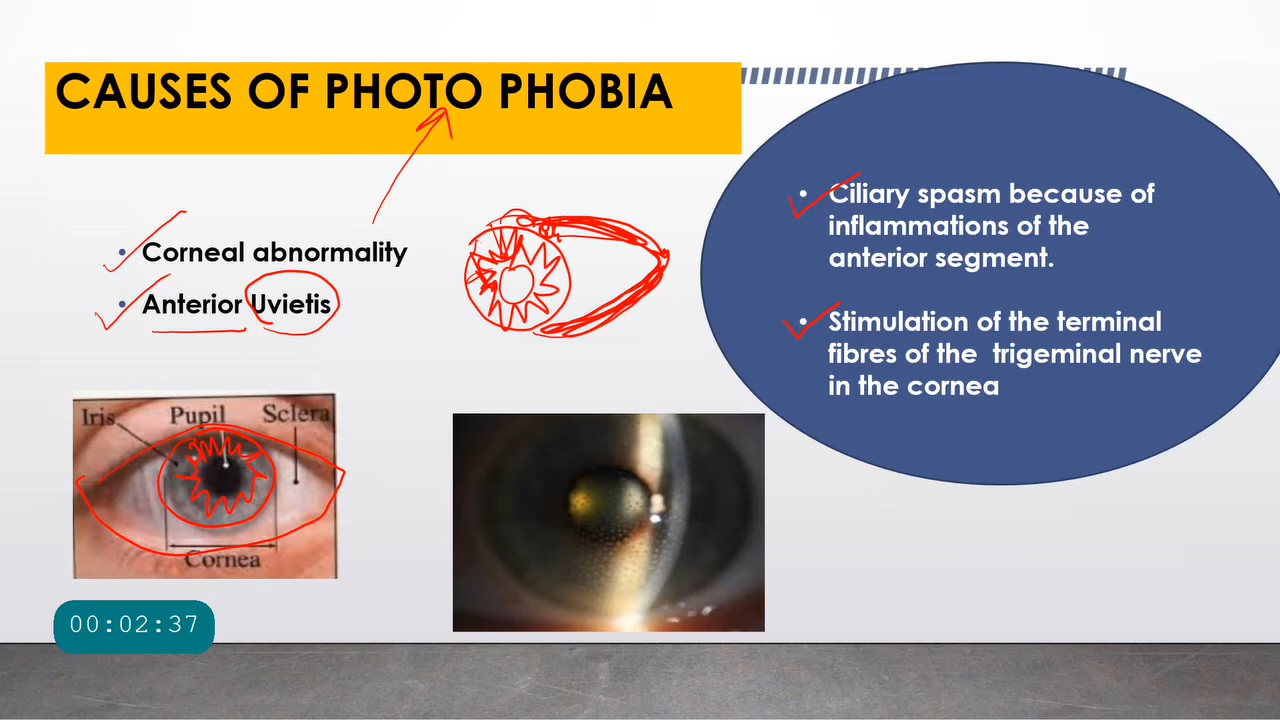 CAUSES OF PHOTO PHOBIA
• Corneal abnormality
• Anterior Uvietis
Iris Pupil Sclera
Cornea
• Ciliary spasm because of
inflammations of the
anterior segment.
• Stimulation of the terminal
fibres of the trigeminal nerve
in the cornea
00:02:37